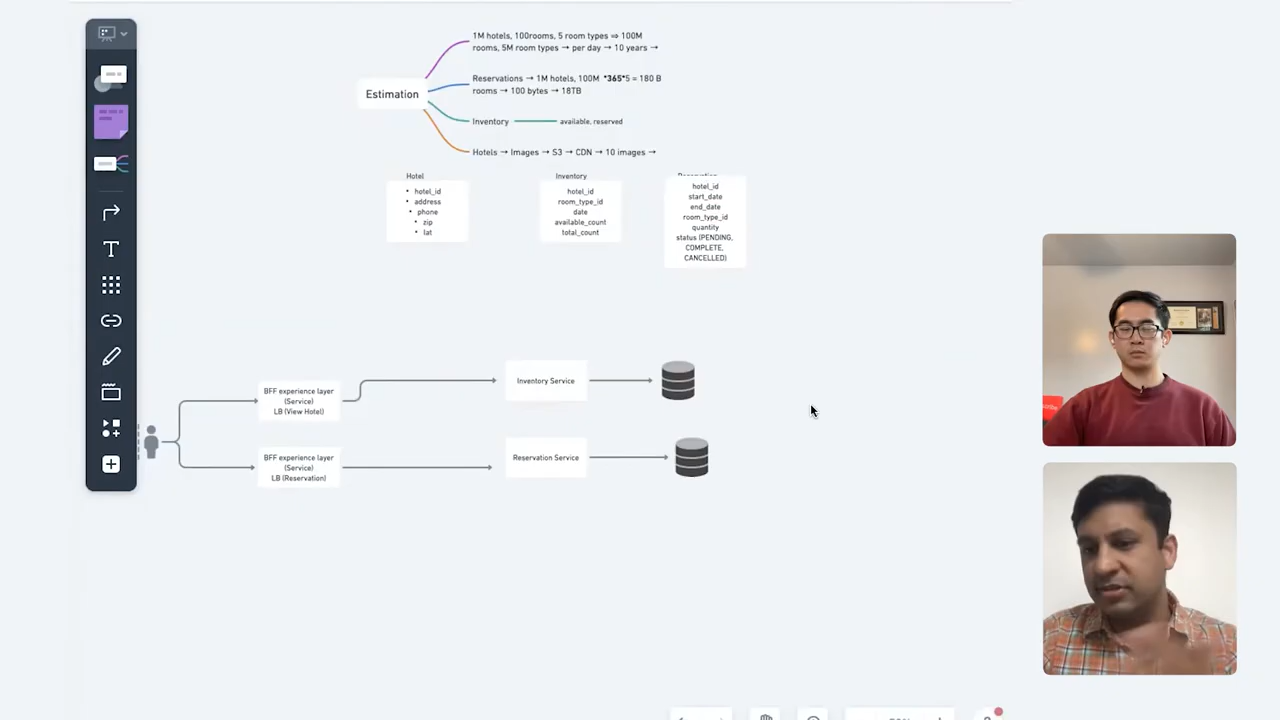 1M hotels, 100rooms, 5 room types ⇒ 100M
rooms, 5M room types → per day → 10 years →
Estimation
Reservations → 1M hotels, 100M *365*5 = 180 B
rooms → 100 bytes → 18TB
Inventory
available, reserved
Hotels → Images → S3 → CDN → 10 images →
Hotel
• hotel_id
• address
• phone
• zip
• lat
Inventory
hotel_id
room_type_id
date
available_count
total_count
Reservation
hotel_id
start_date
end_date
room_type_id
quantity
status (PENDING,
COMPLETE,
CANCELLED)
BFF experience layer
(Service)
LB (View Hotel)
Inventory Service
BFF experience layer
(Service)
LB (Reservation)
Reservation Service
T